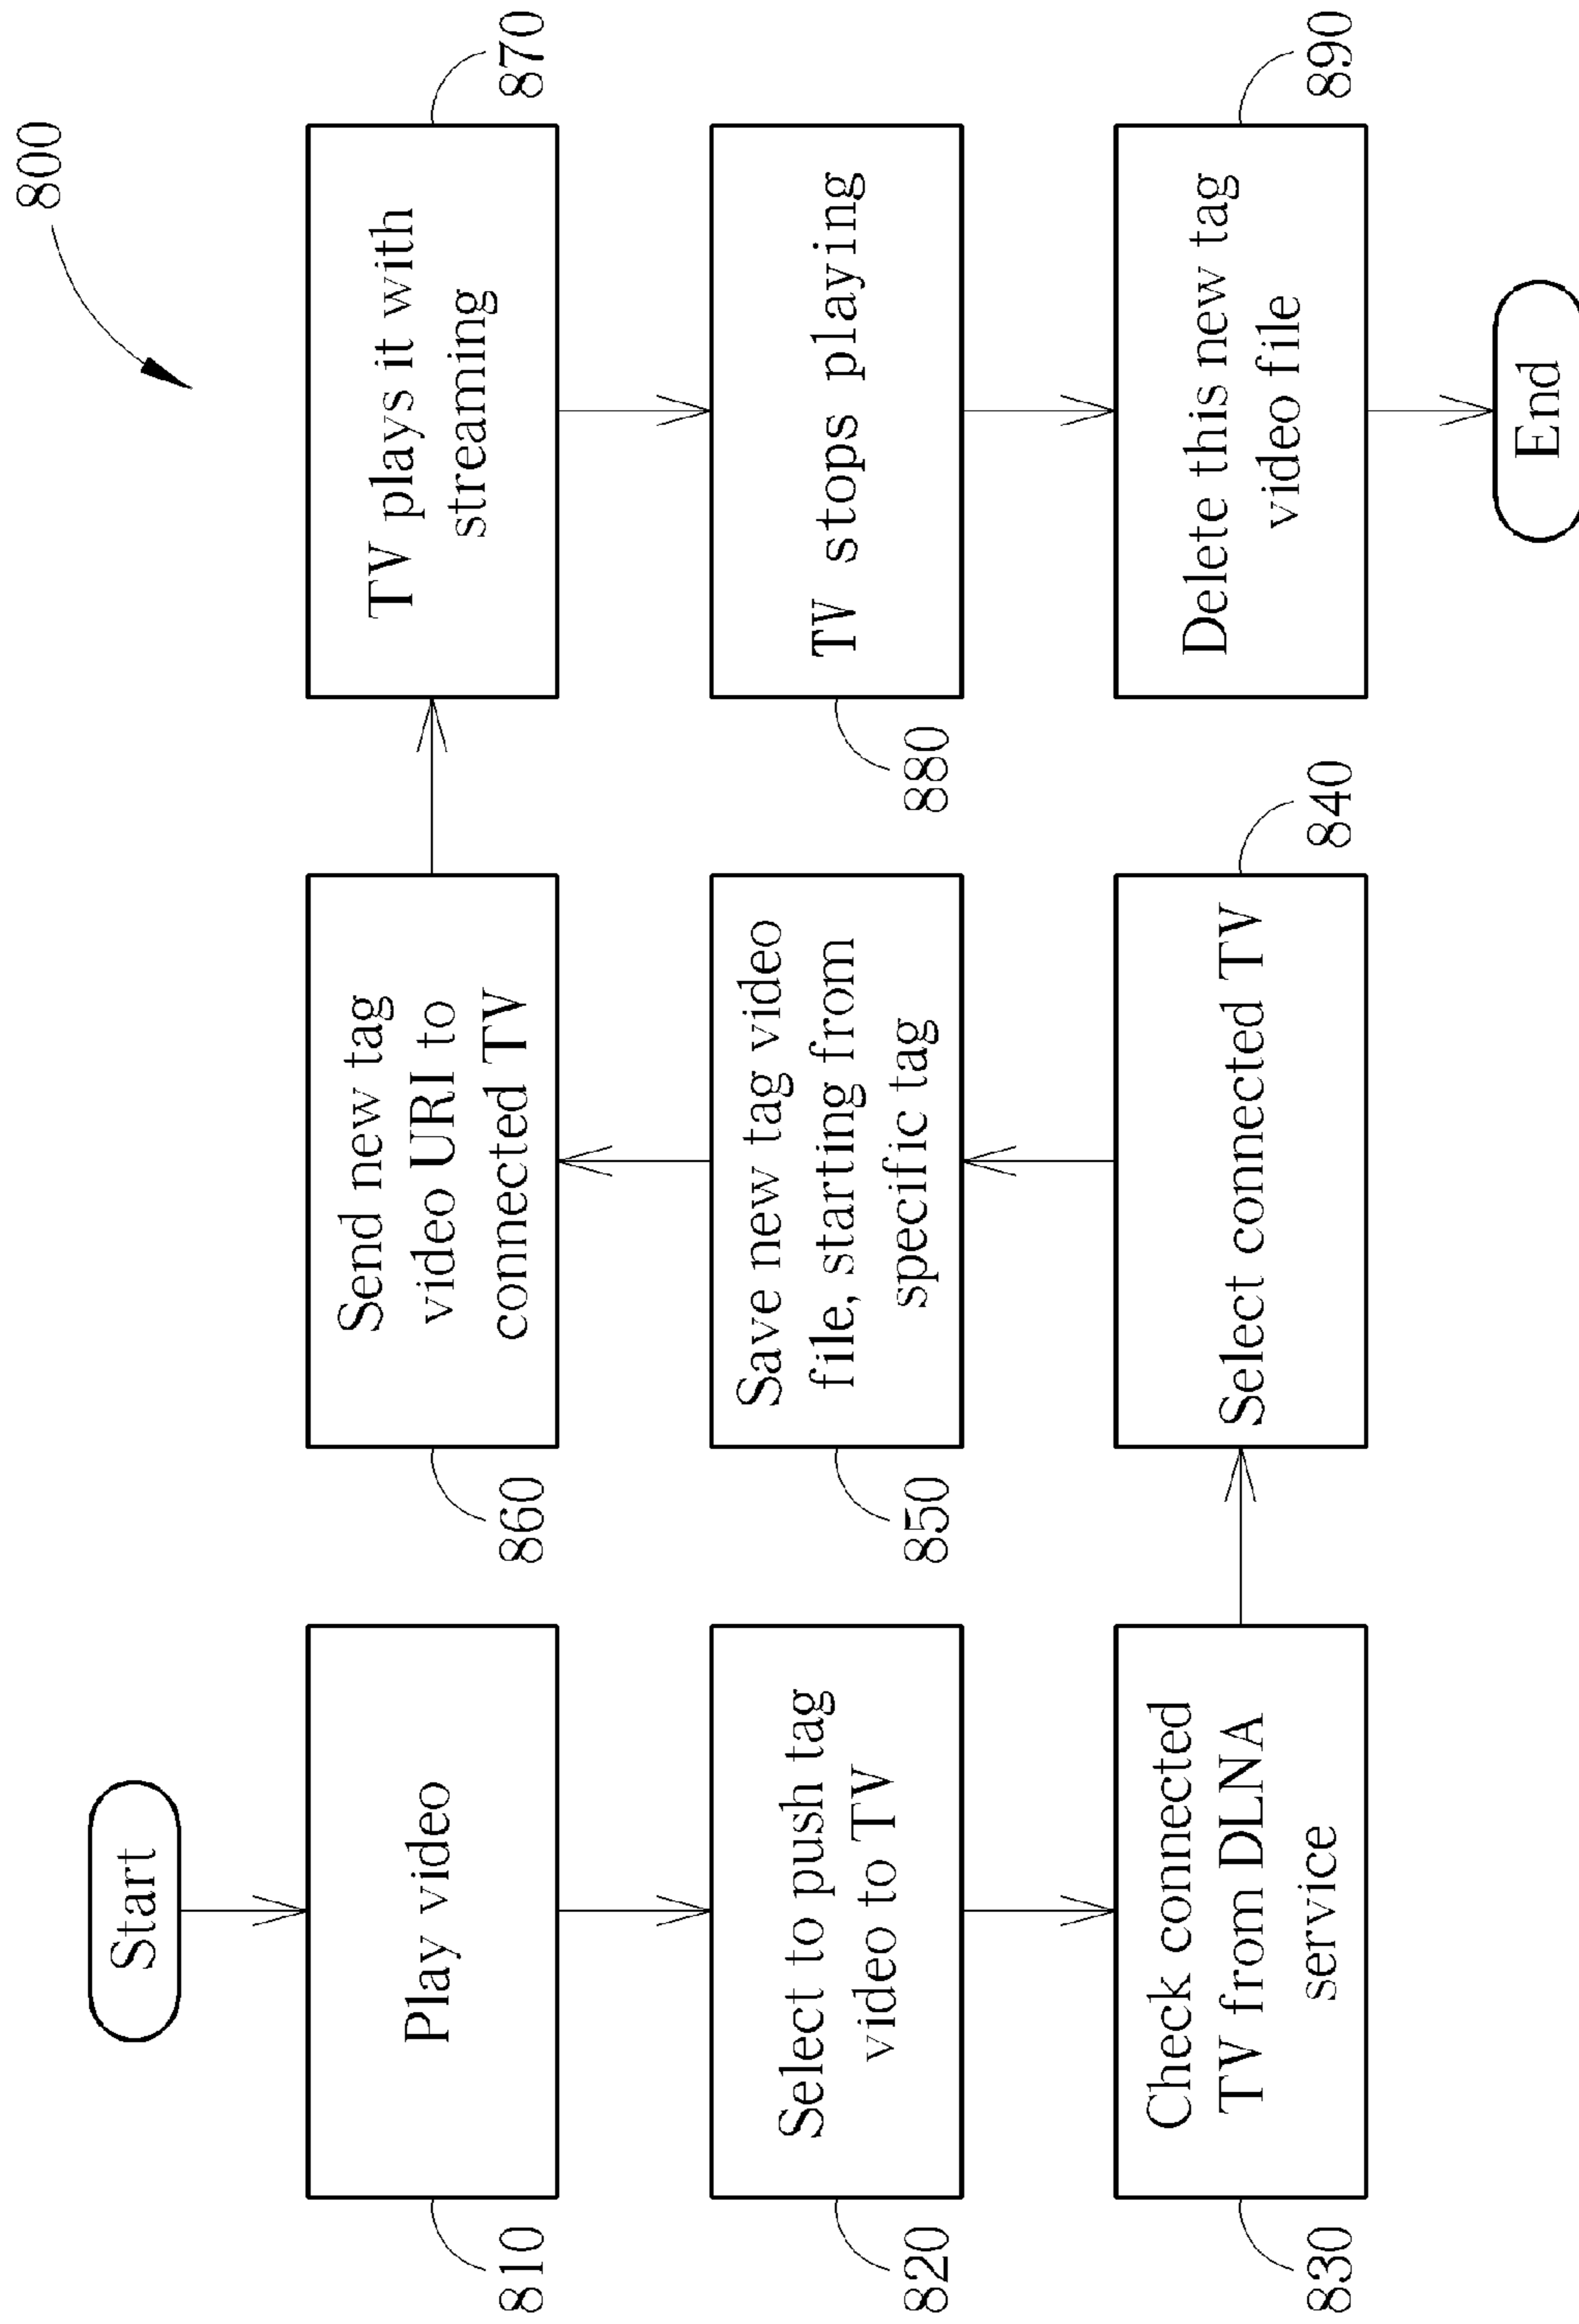 800
Start
Play video
810
Select to push tag
video to TV
820
Check connected
TV from DLNA
service
830
Select connected TV
840
Save new tag video
file, starting from
specific tag
850
Send new tag
video URI to
connected TV
860
TV plays it with
streaming
870
TV stops playing
880
Delete this new tag
video file
890
End